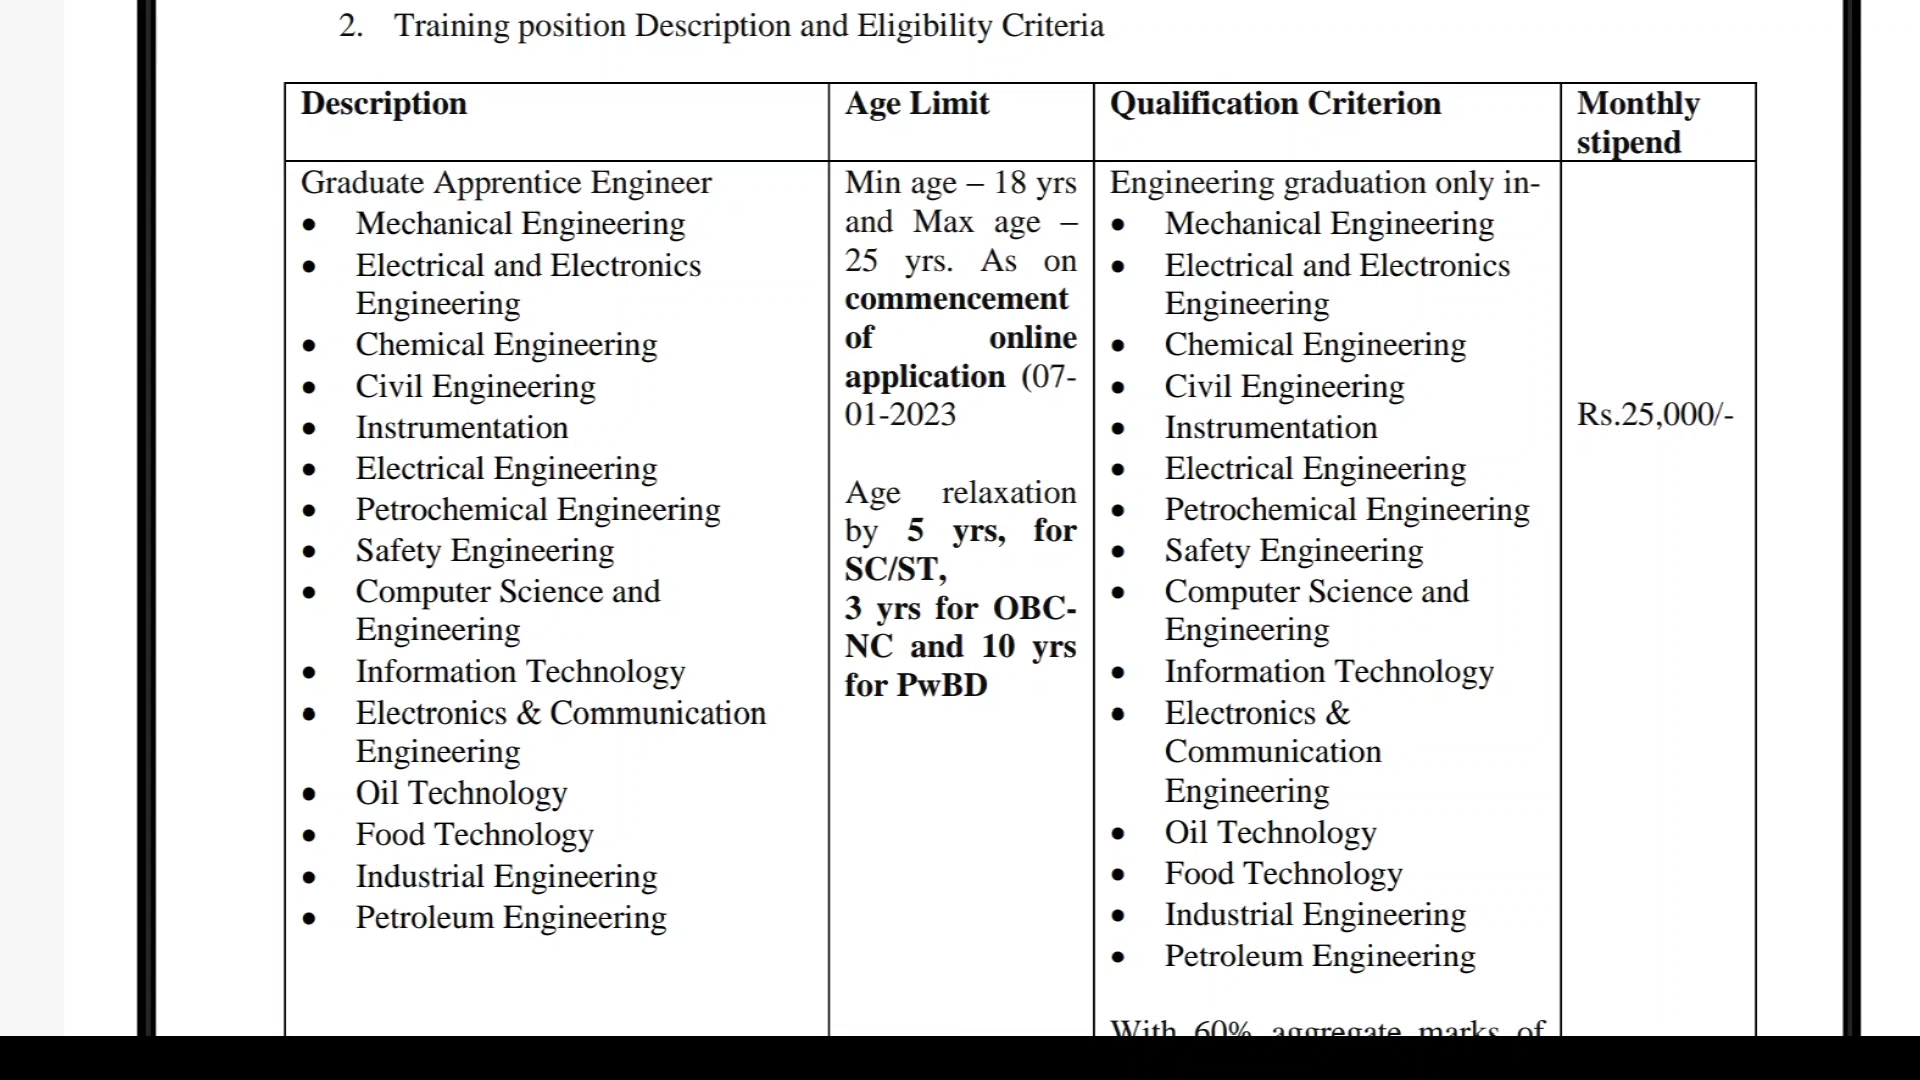 2. Training position Description and Eligibility Criteria
Description
Age Limit
Qualification Criterion
Monthly
stipend
Graduate Apprentice Engineer
• Mechanical Engineering
• Electrical and Electronics
Engineering
• Chemical Engineering
• Civil Engineering
• Instrumentation
• Electrical Engineering
• Petrochemical Engineering
• Safety Engineering
• Computer Science and
Engineering
• Information Technology
• Electronics & Communication
Engineering
• Oil Technology
• Food Technology
• Industrial Engineering
• Petroleum Engineering
Min age – 18 yrs
and Max age –
25 yrs. As on
commencement
of online
application (07-
01-2023
Age relaxation
by 5 yrs, for
SC/ST,
3 yrs for OBC-
NC and 10 yrs
for PwBD
Engineering graduation only in-
• Mechanical Engineering
• Electrical and Electronics
Engineering
• Chemical Engineering
• Civil Engineering
• Instrumentation
• Electrical Engineering
• Petrochemical Engineering
• Safety Engineering
• Computer Science and
Engineering
• Information Technology
• Electronics &
Communication
Engineering
• Oil Technology
• Food Technology
• Industrial Engineering
• Petroleum Engineering
With 60% aggregate marks of
Rs.25,000/-